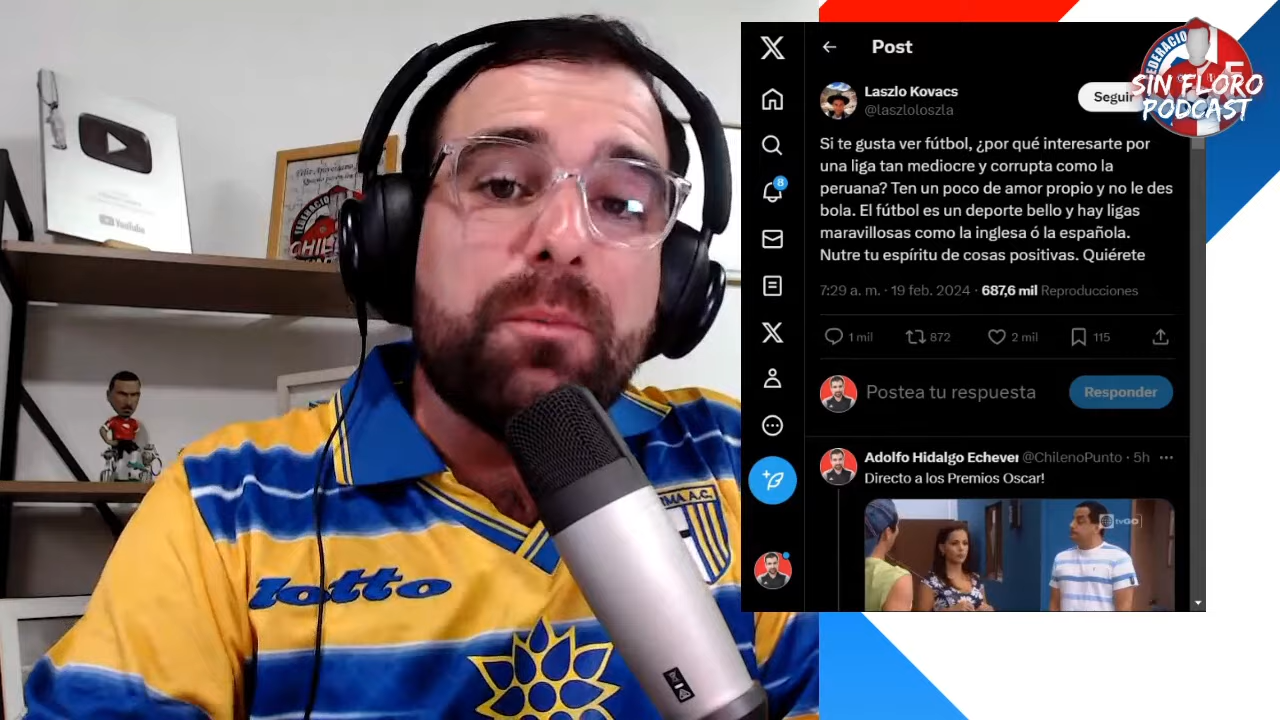 Post
Laszlo Kovacs
@laszloloszla
Seguir
FEDERACIO
SIN FLORO
PODCAST
Si te gusta ver fútbol, ¿por qué interesarte por
una liga tan mediocre y corrupta como la
peruana? Ten un poco de amor propio y no le des
bola. El fútbol es un deporte bello y hay ligas
maravillosas como la inglesa ó la española.
Nutre tu espíritu de cosas positivas. Quiérete
7:29 a. m. · 19 feb. 2024 · 687,6 mil Reproducciones
1 mil
872
2 mil
115
8
Postea tu respuesta
Responder
Adolfo Hidalgo Echever @ChilenoPunto · 5h
Directo a los Premios Oscar!
tvGO
YouTube
lotto